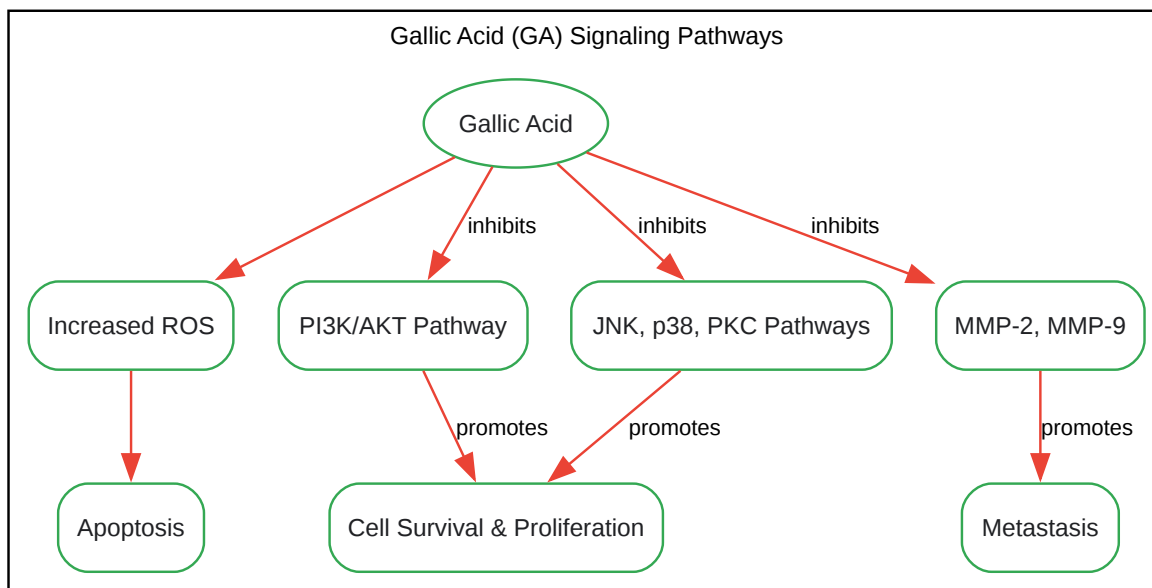 Gallic Acid (GA) Signaling Pathways
Gallic Acid
inhibits
inhibits
inhibits
Increased ROS
PI3K/AKT Pathway
JNK, p38, PKC Pathways
MMP-2, MMP-9
promotes
promotes
promotes
Apoptosis
Cell Survival & Proliferation
Metastasis